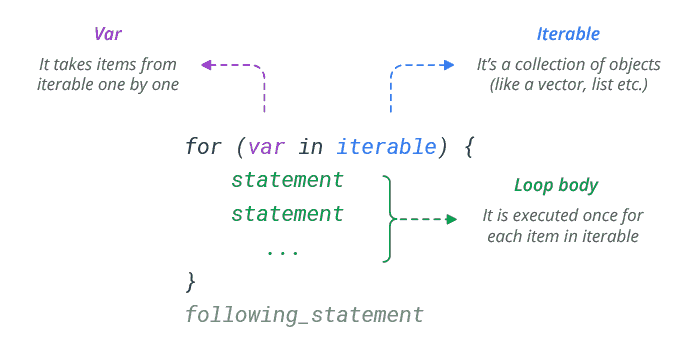 Var
It takes items from
iterable one by one
Iterable
It's a collection of objects
(like a vector, list etc.)
for (var in iterable) {
statement
statement
...
}
following_statement
Loop body
It is executed once for
each item in iterable